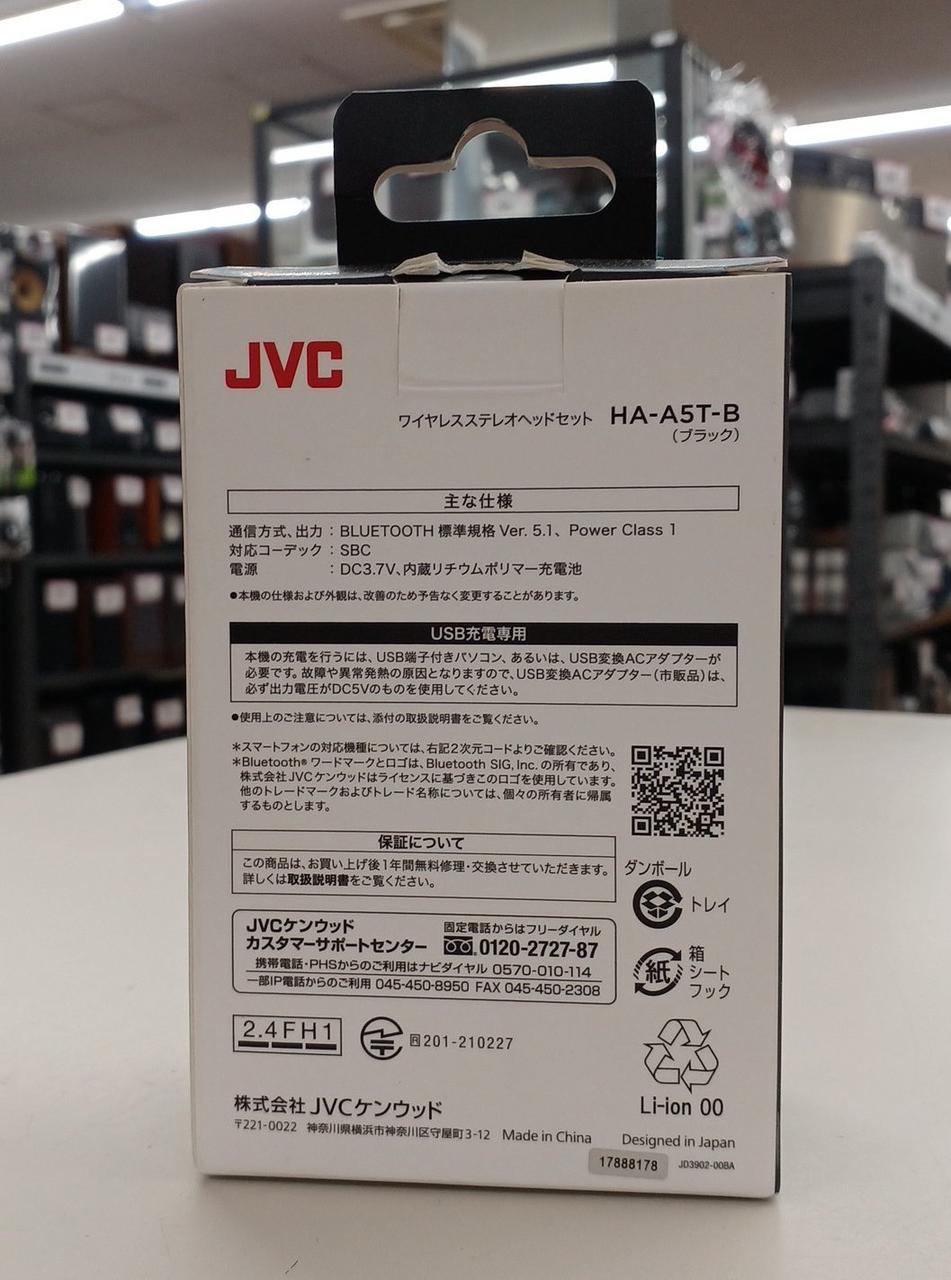 JVC
ワイヤレスステレオヘッドセット HA-A5T-B
（ブラック）
主な仕様
通信方式、出力 : BLUETOOTH 標準規格 Ver. 5.1、Power Class 1
対応コーデック : SBC
電源 : DC3.7V、内蔵リチウムポリマー充電池
●本機の仕様および外観は、改善のため予告なく変更することがあります。
USB充電専用
本機の充電を行うには、USB端子付きパソコン、あるいは、USB変換ACアダプターが
必要です。故障や異常発熱の原因となりますので、USB変換ACアダプター（市販品）は、
必ず出力電圧がDC5Vのものを使用してください。
●使用上のご注意については、添付の取扱説明書をご覧ください。
＊スマートフォンの対応機種については、右記2次元コードよりご確認ください。
＊Bluetooth® ワードマークとロゴは、Bluetooth SIG, Inc. の所有であり、
株式会社 JVCケンウッドはライセンスに基づきこのロゴを使用しています。
他のトレードマークおよびトレード名称については、個々の所有者に帰属
するものとします。
保証について
この商品は、お買い上げ後1年間無料修理・交換させていただきます。
詳しくは取扱説明書をご覧ください。
ダンボール
トレイ
紙
箱
シート
フック
JVCケンウッド
カスタマーサポートセンター
固定電話からはフリーダイヤル
0120-2727-87
携帯電話・PHSからのご利用はナビダイヤル 0570-010-114
一部IP電話からのご利用 045-450-8950 FAX 045-450-2308
2.4FH1
R 201-210227
Li-ion 00
株式会社 JVCケンウッド
〒221-0022 神奈川県横浜市神奈川区守屋町3-12 Made in China Designed in Japan
17888178 JD3902-00BA